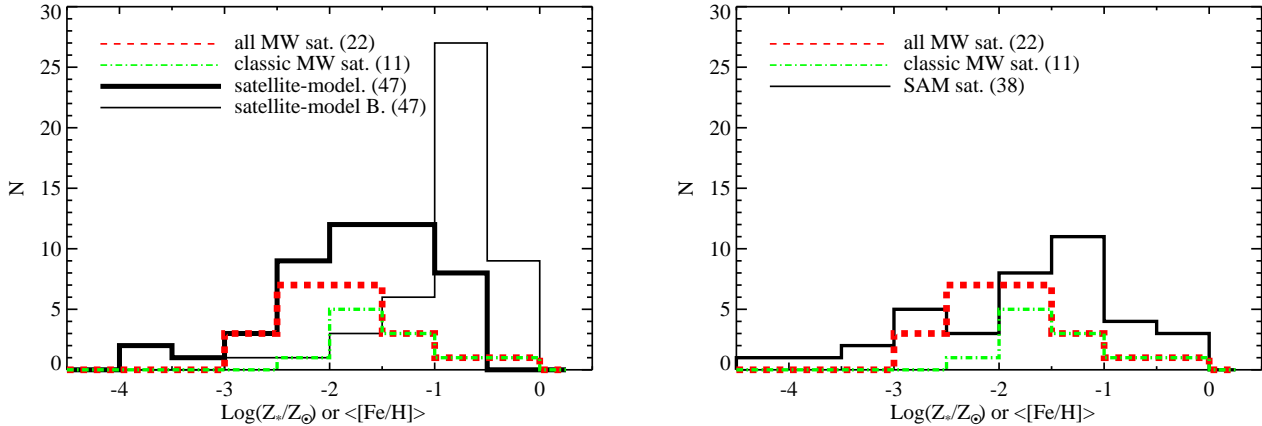 30
25
20
15
10
5
0
N
all MW sat. (22)
classic MW sat. (11)
satellite-model. (47)
satellite-model B. (47)
-4 -3 -2 -1 0
Log(Z*/Z☉) or <[Fe/H]>
30
25
20
15
10
5
0
N
all MW sat. (22)
classic MW sat. (11)
SAM sat. (38)
-4 -3 -2 -1 0
Log(Z*/Z☉) or <[Fe/H]>